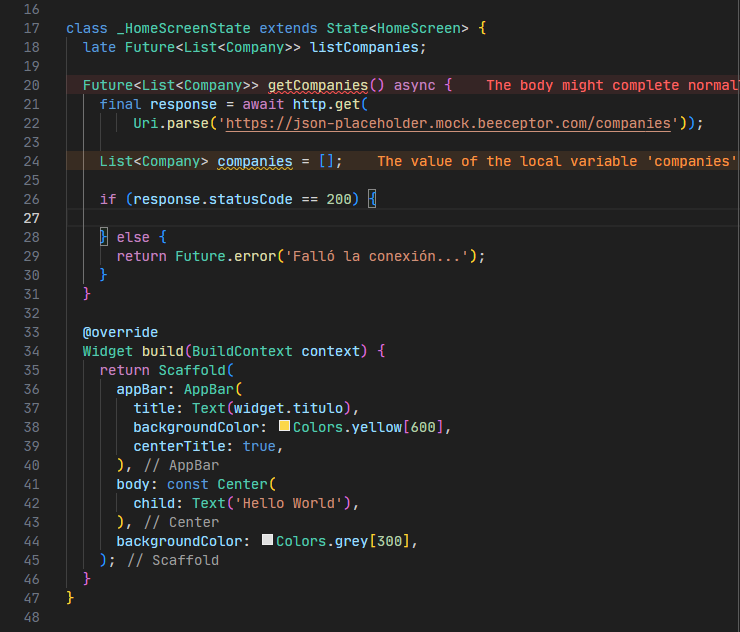 16
17 class _HomeScreenState extends State<HomeScreen> {
18 late Future<List<Company>> listCompanies;
19
20 Future<List<Company>> getCompanies() async { The body might complete normal
21 final response = await http.get(
22 Uri.parse('https://json-placeholder.mock.beeceptor.com/companies'));
23
24 List<Company> companies = []; The value of the local variable 'companies'
25
26 if (response.statusCode == 200) {
27
28 } else {
29 return Future.error('Falló la conexión...');
30 }
31 }
32
33 @override
34 Widget build(BuildContext context) {
35 return Scaffold(
36 appBar: AppBar(
37 title: Text(widget.titulo),
38 backgroundColor: Colors.yellow[600],
39 centerTitle: true,
40 ), // AppBar
41 body: const Center(
42 child: Text('Hello World'),
43 ), // Center
44 backgroundColor: Colors.grey[300],
45 ); // Scaffold
46 }
47 }
48